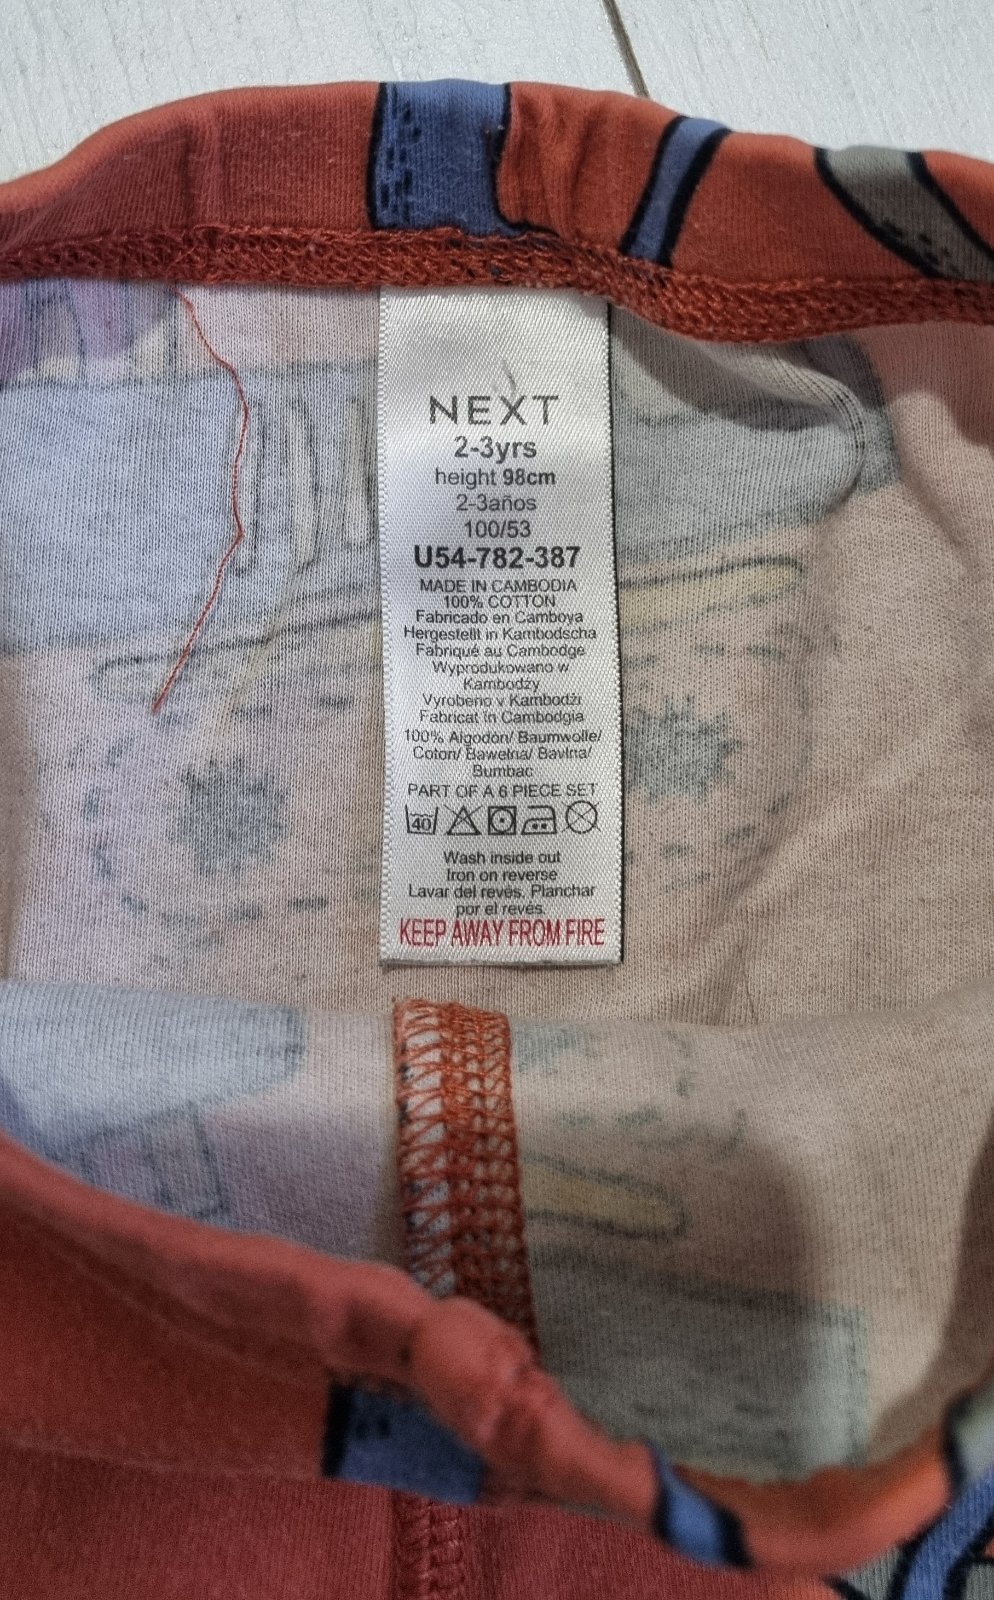 NEXT
2-3yrs
height 98cm
2-3años
100/53
U54-782-387
MADE IN CAMBODIA
100% COTTON
Fabricado en Camboya
Hergestellt in Kambodscha
Fabriqué au Cambodge
Wyprodukowano w
Kambodży
Vyrobeno v Kambodži
Fabricat în Cambodgia
100% Algodón/ Baumwolle/
Coton/ Bawełna/ Bavlna/
Bumbac
PART OF A 6 PIECE SET
40
Wash inside out
Iron on reverse
Lavar del revés. Planchar
por el revés.
KEEP AWAY FROM FIRE